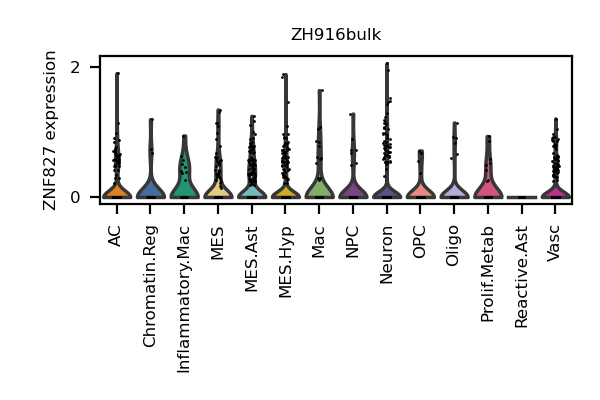 ZH916bulk
ZNF827 expression
2
0
AC
Chromatin.Reg
Inflammatory.Mac
MES
MES.Ast
MES.Hyp
Mac
NPC
Neuron
OPC
Oligo
Prolif.Metab
Reactive.Ast
Vasc